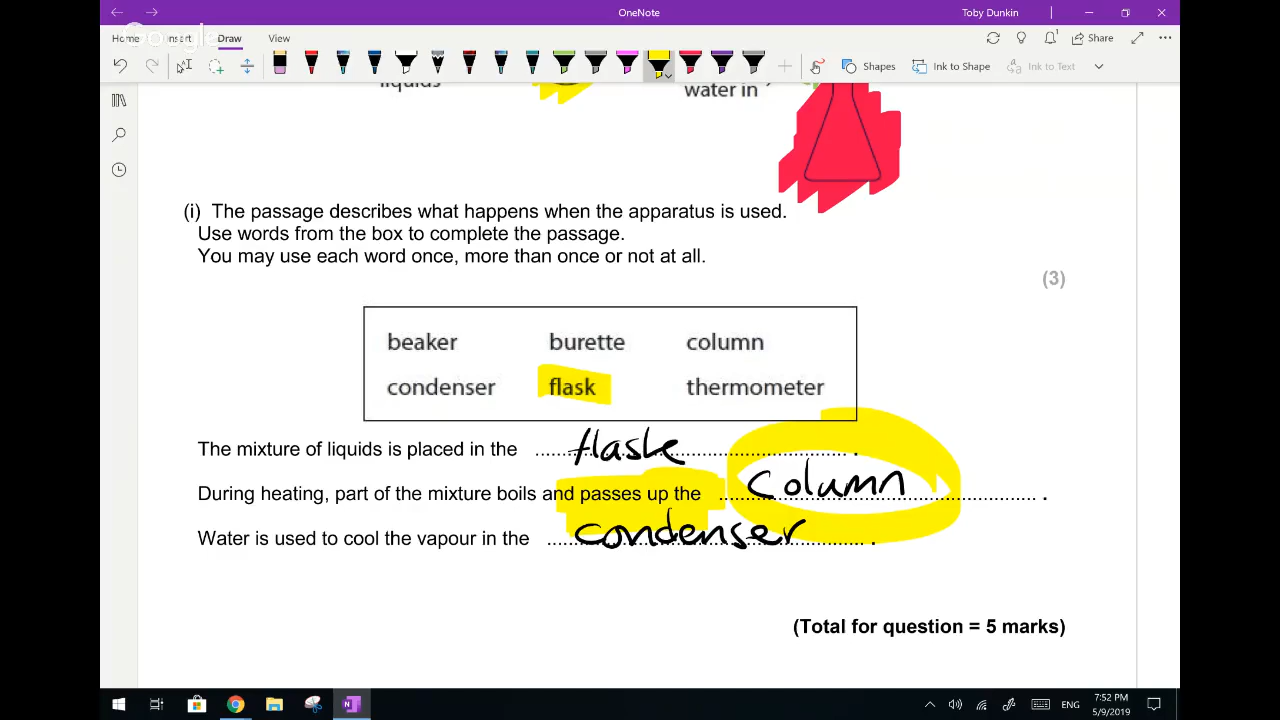 OneNote
Toby Dunkin
Google
Home Insert Draw View
Share
Shapes Ink to Shape Ink to Text
liquids
water in
(i) The passage describes what happens when the apparatus is used.
Use words from the box to complete the passage.
You may use each word once, more than once or not at all.
(3)
beaker burette column
condenser flask thermometer
The mixture of liquids is placed in the flask .
During heating, part of the mixture boils and passes up the column .
Water is used to cool the vapour in the condenser .
(Total for question = 5 marks)
ENG
7:52 PM
5/9/2019